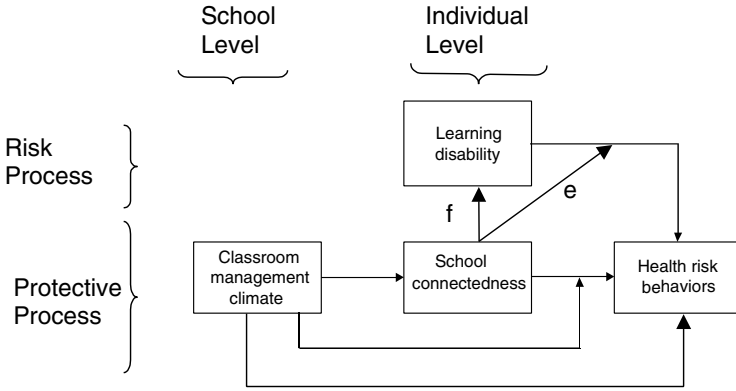 School
Level
Individual
Level
Risk
Process
Learning
disability
f
e
Protective
Process
Classroom
management
climate
School
connectedness
Health risk
behaviors